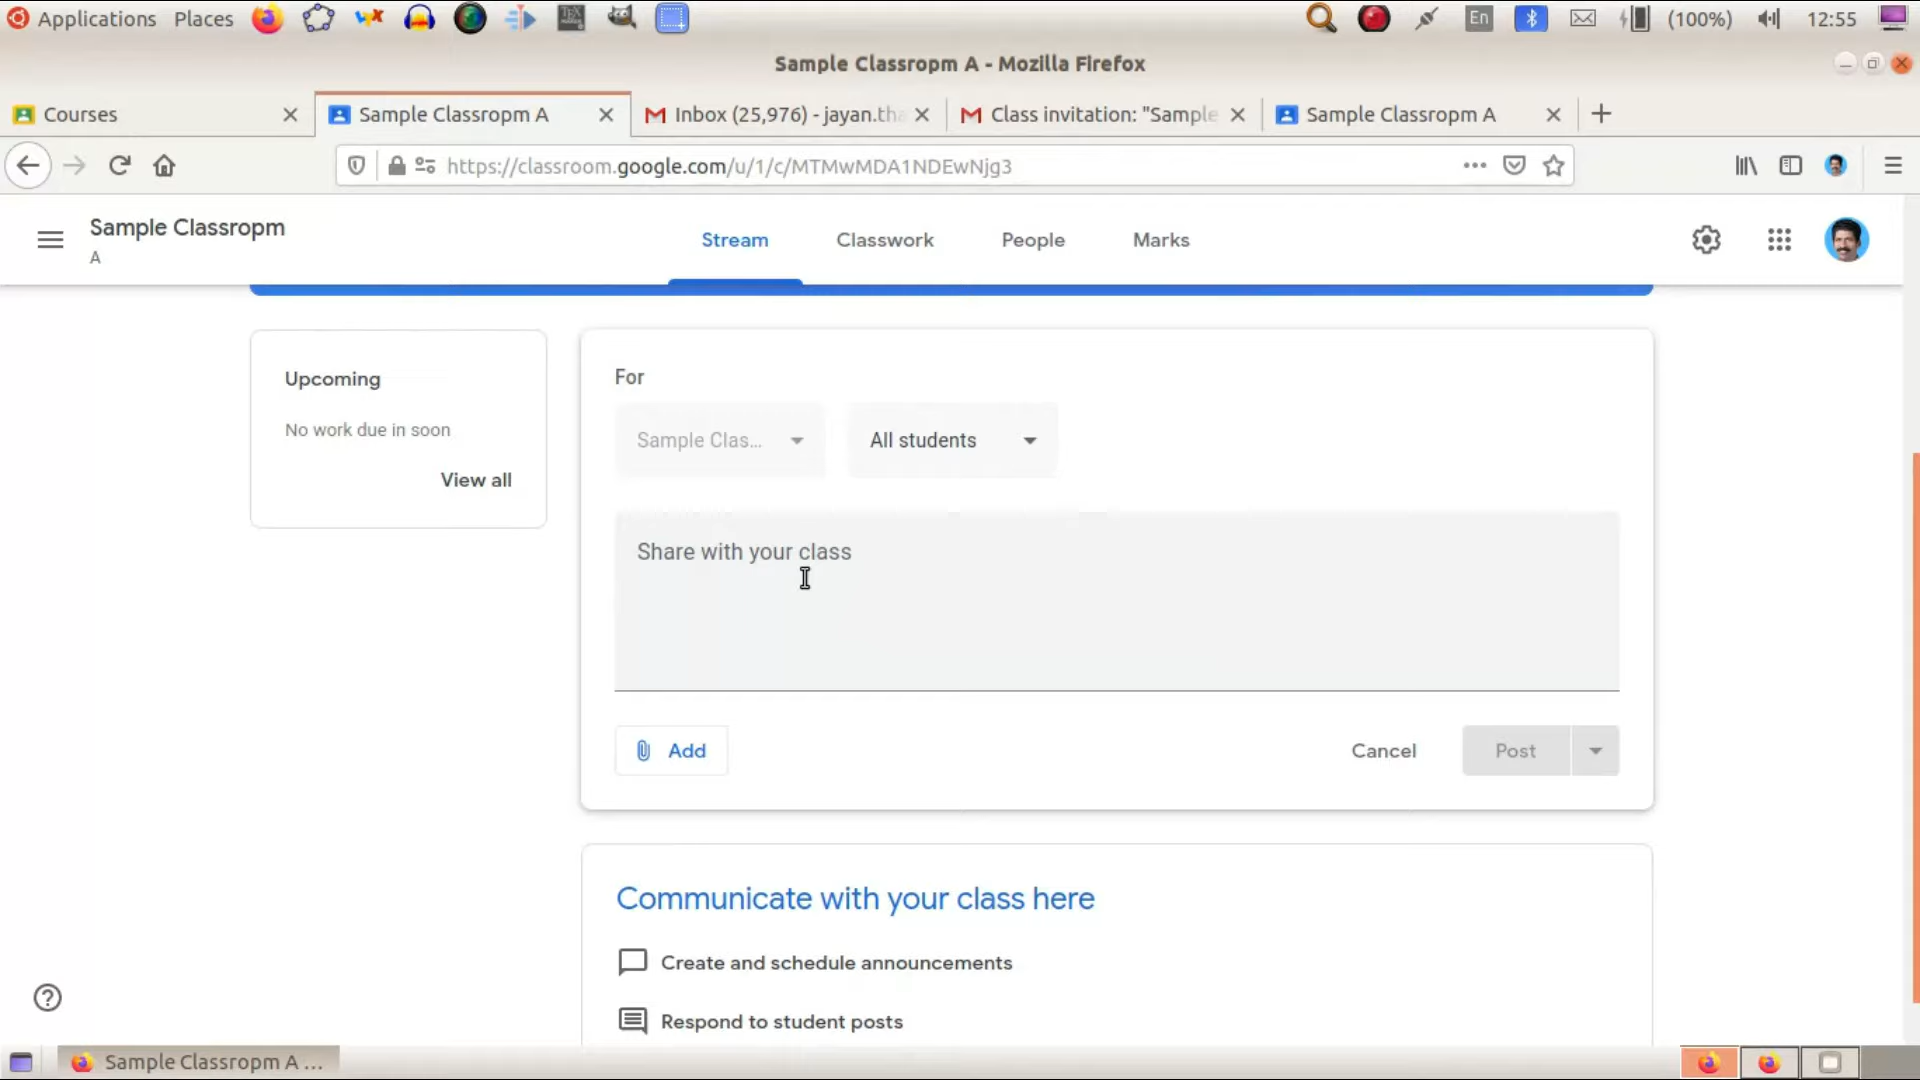 Applications Places En (100%) 12:55
Sample Classropm A - Mozilla Firefox
Courses Sample Classropm A Inbox (25,976) - jayan.tha Class invitation: "Sample Sample Classropm A
https://classroom.google.com/u/1/c/MTMwMDA1NDEwNjg3
Sample Classropm
A
Stream Classwork People Marks
Upcoming
No work due in soon
View all
For
Sample Clas... All students
Share with your class
Add Cancel Post
Communicate with your class here
Create and schedule announcements
Respond to student posts
Sample Classropm A ...